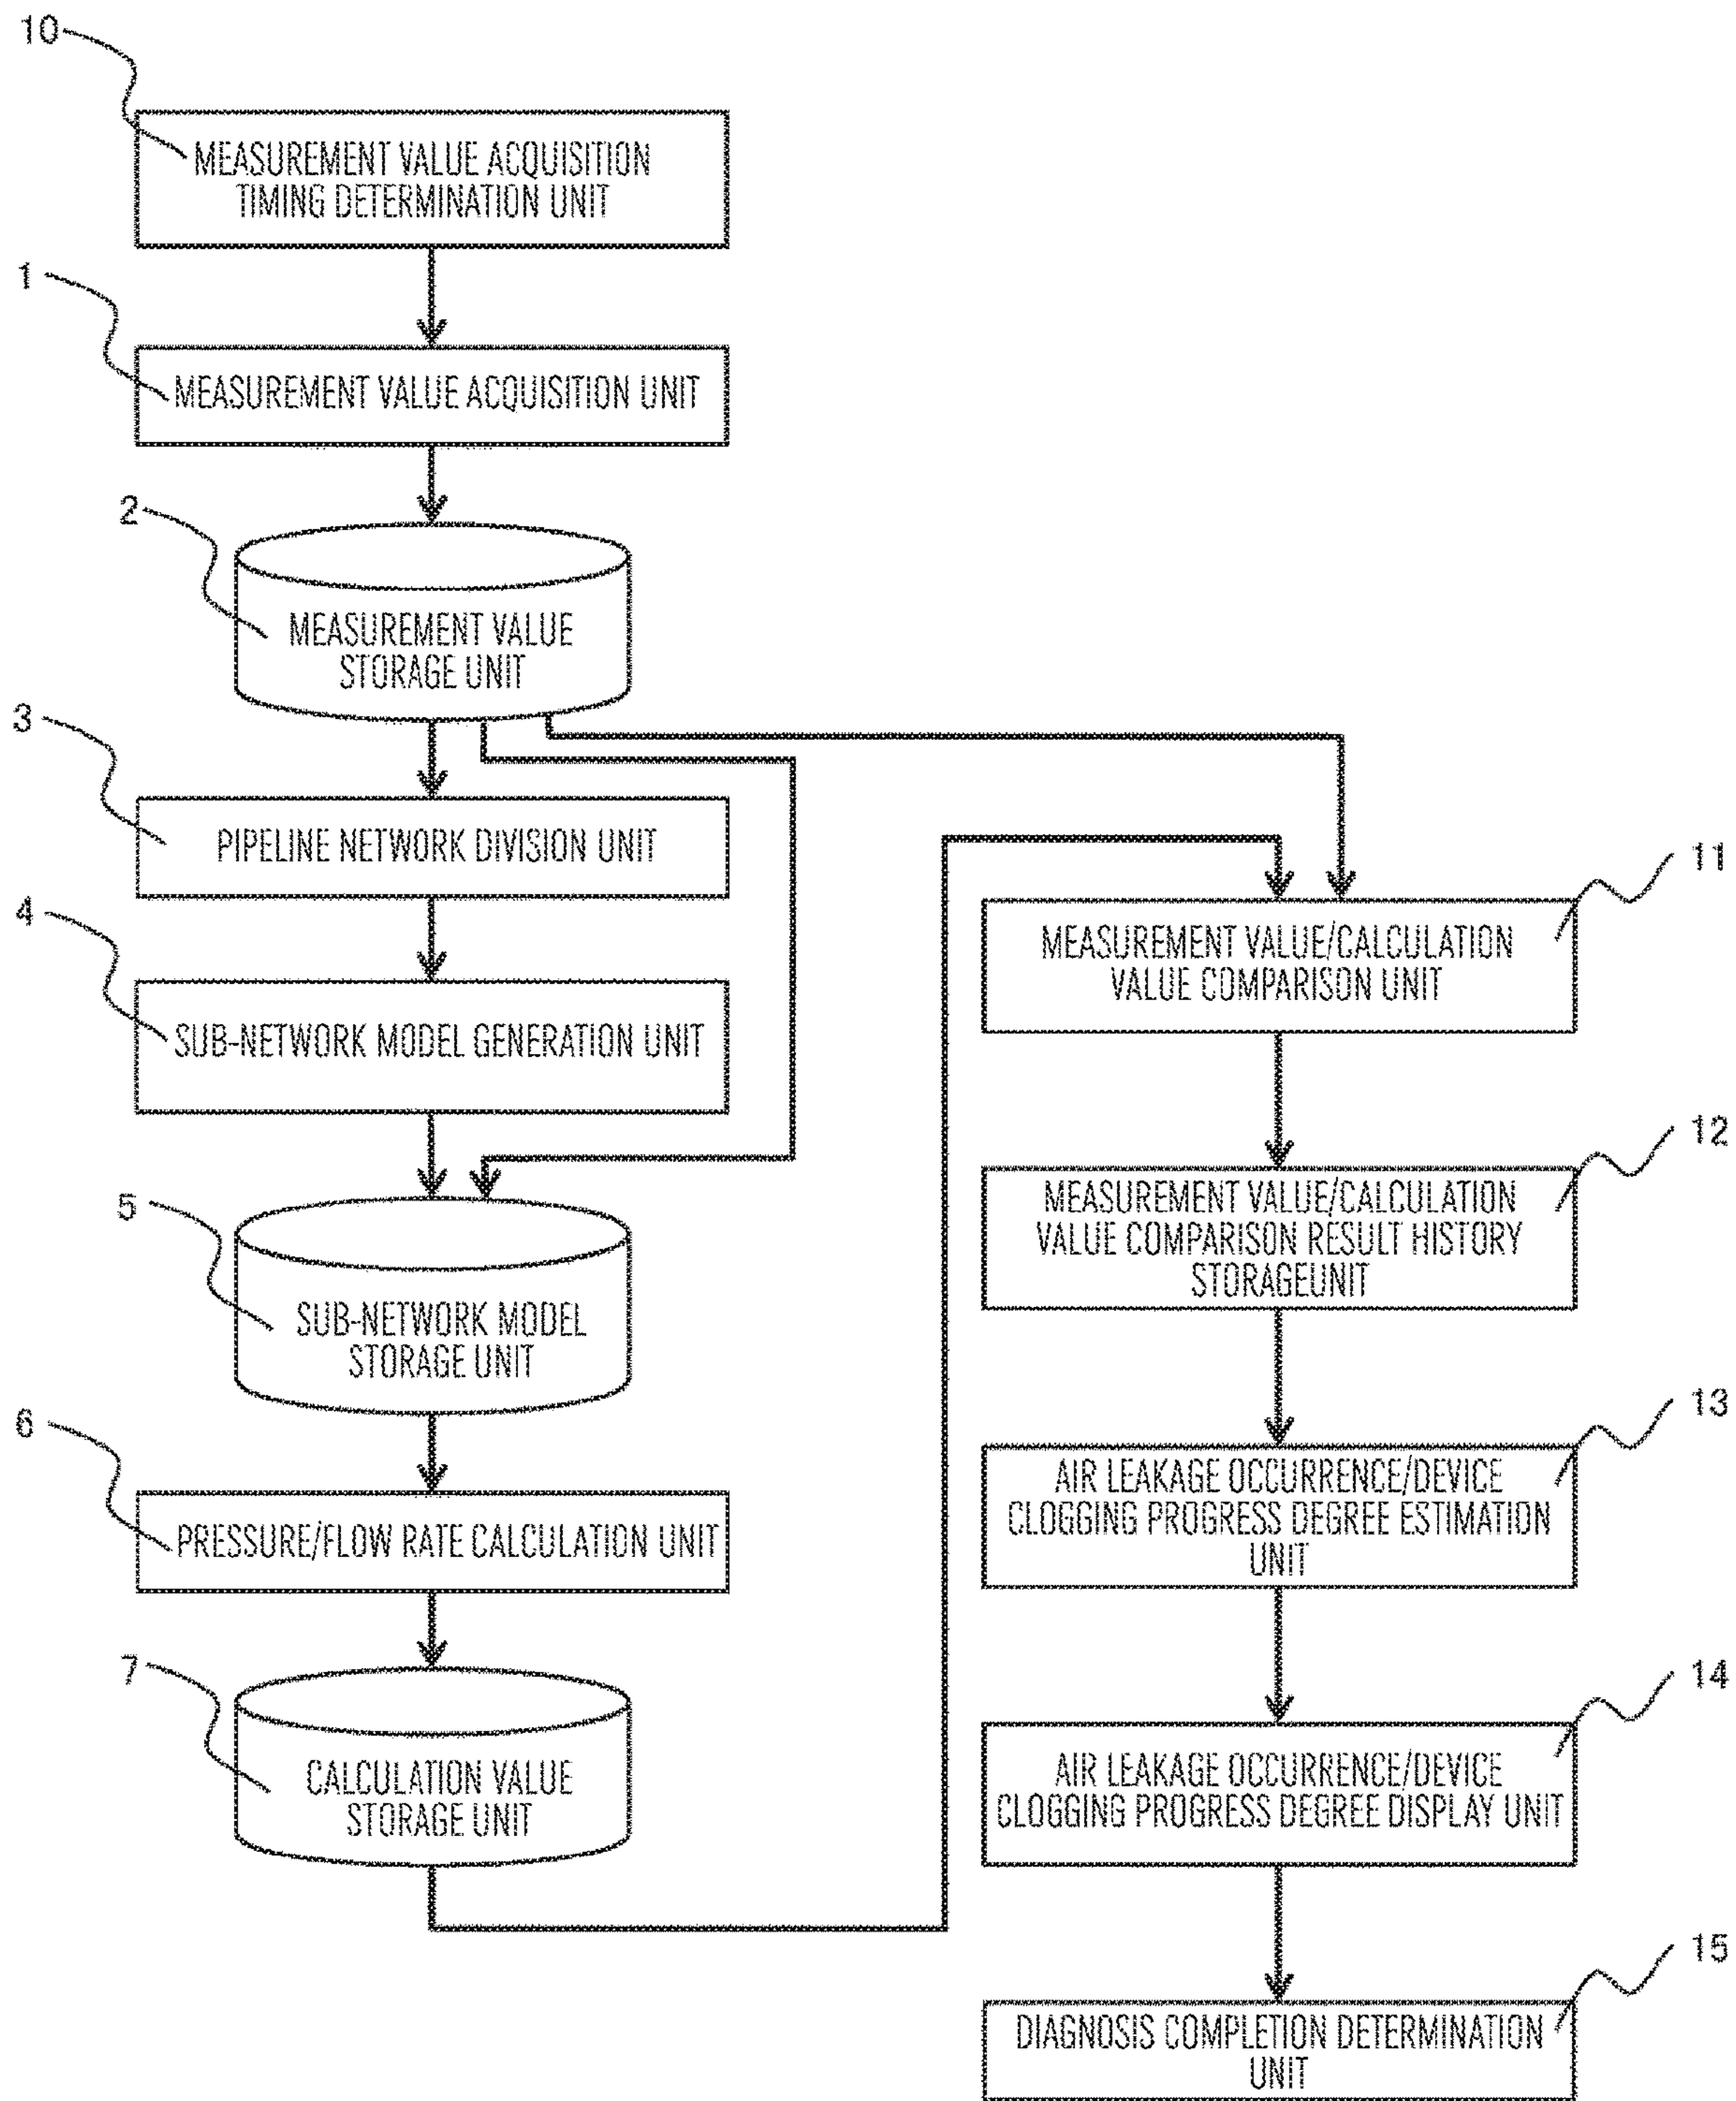 10
MEASUREMENT VALUE ACQUISITION
TIMING DETERMINATION UNIT
1
MEASUREMENT VALUE ACQUISITION UNIT
2
MEASUREMENT VALUE
STORAGE UNIT
3
PIPELINE NETWORK DIVISION UNIT
4
SUB-NETWORK MODEL GENERATION UNIT
5
SUB-NETWORK MODEL
STORAGE UNIT
6
PRESSURE/FLOW RATE CALCULATION UNIT
7
CALCULATION VALUE
STORAGE UNIT
11
MEASUREMENT VALUE/CALCULATION
VALUE COMPARISON UNIT
12
MEASUREMENT VALUE/CALCULATION
VALUE COMPARISON RESULT HISTORY
STORAGEUNIT
13
AIR LEAKAGE OCCURRENCE/DEVICE
CLOGGING PROGRESS DEGREE ESTIMATION
UNIT
14
AIR LEAKAGE OCCURRENCE/DEVICE
CLOGGING PROGRESS DEGREE DISPLAY UNIT
15
DIAGNOSIS COMPLETION DETERMINATION
UNIT